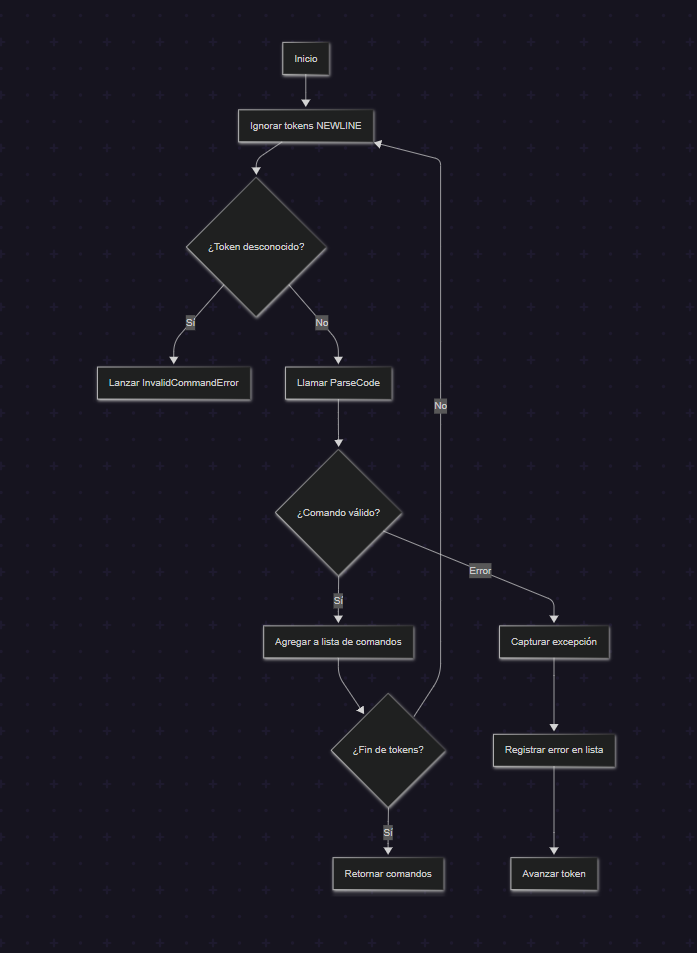 Inicio
Ignorar tokens NEWLINE
¿Token desconocido?
Sí
No
Lanzar InvalidCommandError
Llamar ParseCode
No
¿Comando válido?
Error
Sí
Agregar a lista de comandos
Capturar excepción
¿Fin de tokens?
Registrar error en lista
Sí
Retornar comandos
Avanzar token